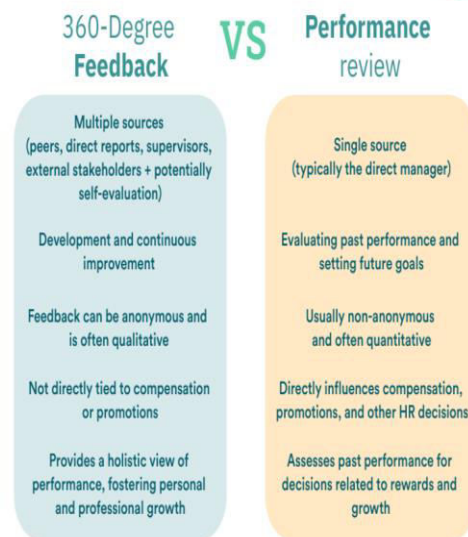 360-Degree
Feedback
VS
Performance
review
Multiple sources
(peers, direct reports, supervisors,
external stakeholders + potentially
self-evaluation)
Single source
(typically the direct manager)
Development and continuous
improvement
Evaluating past performance and
setting future goals
Feedback can be anonymous and
is often qualitative
Usually non-anonymous
and often quantitative
Not directly tied to compensation
or promotions
Directly influences compensation,
promotions, and other HR decisions
Provides a holistic view of
performance, fostering personal
and professional growth
Assesses past performance for
decisions related to rewards and
growth